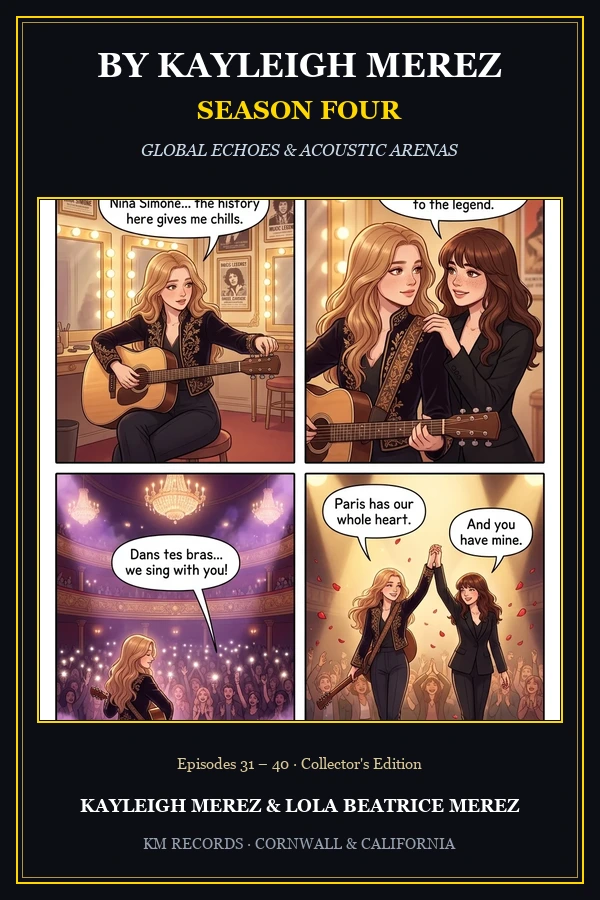 BY KAYLEIGH MEREZ
SEASON FOUR
GLOBAL ECHOES & ACOUSTIC ARENAS
Nina Simone... the history
here gives me chills.
to the legend.
MUSIC LEGEND
Dans tes bras...
we sing with you!
Paris has our
whole heart.
And you
have mine.
Episodes 31 – 40 · Collector's Edition
KAYLEIGH MEREZ & LOLA BEATRICE MEREZ
KM RECORDS · CORNWALL & CALIFORNIA